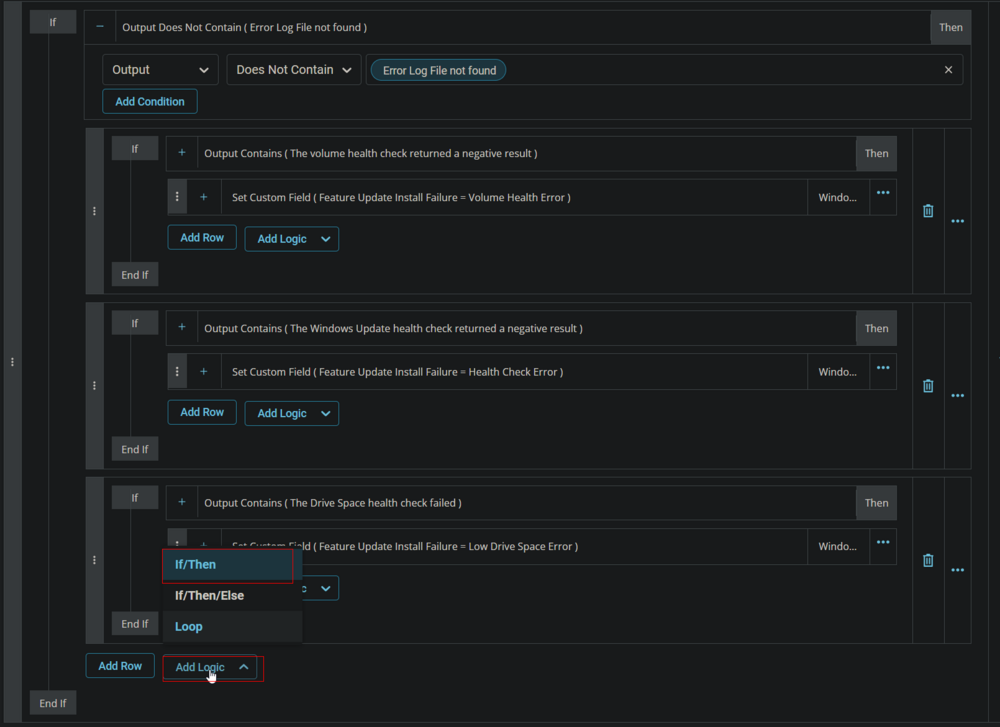 If
Output Does Not Contain ( Error Log File not found )
Then
Output
Does Not Contain
Error Log File not found
Add Condition
If
Output Contains ( The volume health check returned a negative result )
Then
Set Custom Field ( Feature Update Install Failure = Volume Health Error )
Windo...
Add Row
Add Logic
End If
If
Output Contains ( The Windows Update health check returned a negative result )
Then
Set Custom Field ( Feature Update Install Failure = Health Check Error )
Windo...
Add Row
Add Logic
End If
If
Output Contains ( The Drive Space health check failed )
Then
Set Custom Field ( Feature Update Install Failure = Low Drive Space Error )
Windo...
If/Then
If/Then/Else
Loop
End If
Add Row
Add Logic
End If